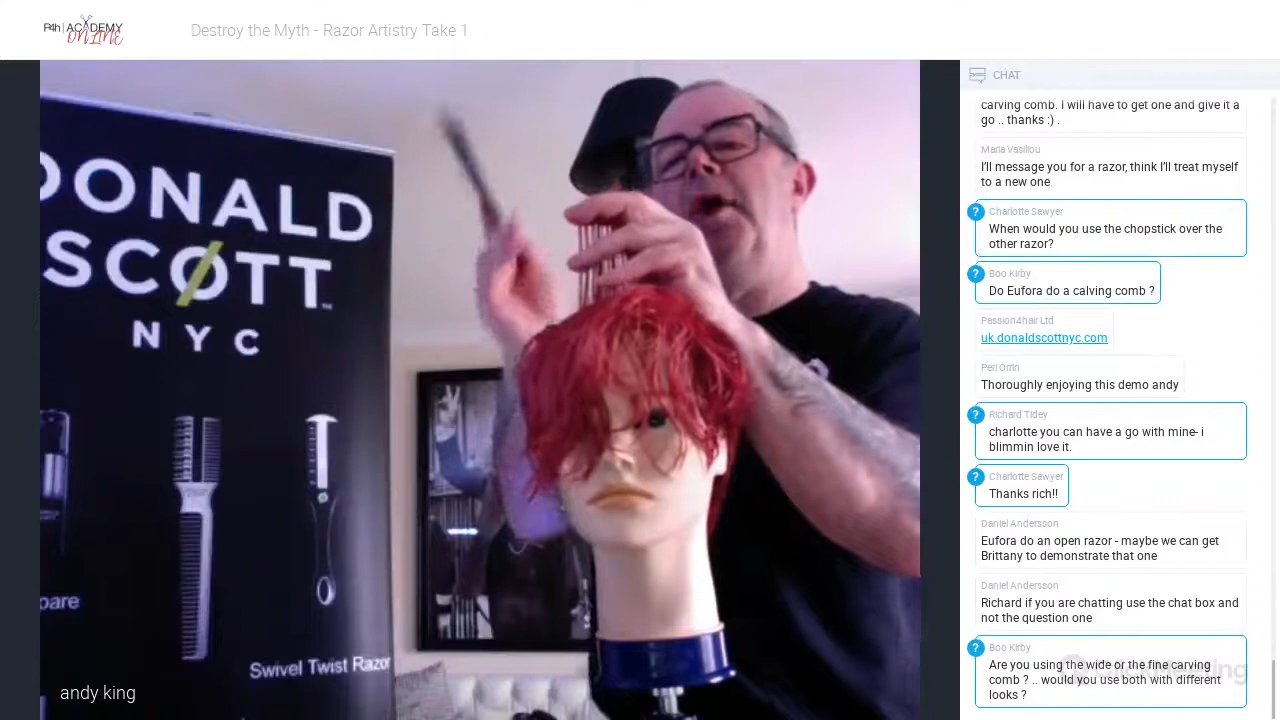 P4h | ACADEMY
ONLINE
Destroy the Myth - Razor Artistry Take 1
DONALD
SCØTT
™
NYC
pare
Swivel Twist Razor
andy king
CHAT
carving comb. I will have to get one and give it a
go .. thanks :) .
Maria Vasiliou
I'll message you for a razor, think I'll treat myself
to a new one
?
Charlotte Sawyer
When would you use the chopstick over the
other razor?
?
Boo Kirby
Do Eufora do a calving comb ?
Passion4hair Ltd
uk.donaldscottnyc.com
Peri Orrin
Thoroughly enjoying this demo andy
?
Richard Tidey
charlotte you can have a go with mine- i
blimmin love it.
?
Charlotte Sawyer
Thanks rich!!
Daniel Andersson
Eufora do an open razor - maybe we can get
Brittany to demonstrate that one
Daniel Andersson
Richard if you are chatting use the chat box and
not the question one
?
Boo Kirby
Are you using the wide or the fine carving
comb ? .. would you use both with different
looks ?